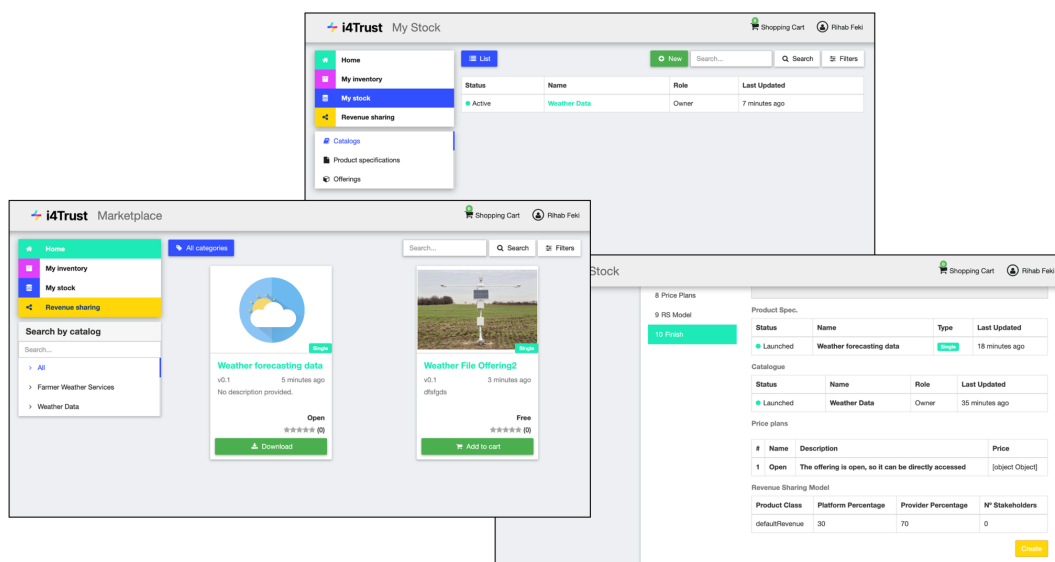 i4Trust My Stock
0
Shopping Cart
Rihab Feki
Home
My inventory
My stock
Revenue sharing
Catalogs
Product specifications
Offerings
List
New
Search...
Search
Filters
Status Name Role Last Updated
Active Weather Data Owner 7 minutes ago
i4Trust Marketplace
0
Shopping Cart
Rihab Feki
Home
My inventory
My stock
Revenue sharing
Search by catalog
Search...
All
Farmer Weather Services
Weather Data
All categories
Search...
Search
Filters
Single
Weather forecasting data
v0.1 5 minutes ago
No description provided.
Open
(0)
Download
Single
Weather File Offering2
v0.1 3 minutes ago
dfsfgds
Free
(0)
Add to cart
Stock
0
Shopping Cart
Rihab Feki
8 Price Plans
9 RS Model
10 Finish
Product Spec.
Status Name Type Last Updated
Launched Weather forecasting data Single 18 minutes ago
Catalogue
Status Name Role Last Updated
Launched Weather Data Owner 35 minutes ago
Price plans
# Name Description Price
1 Open The offering is open, so it can be directly accessed [object Object]
Revenue Sharing Model
Product Class Platform Percentage Provider Percentage Nº Stakeholders
defaultRevenue 30 70 0
Create